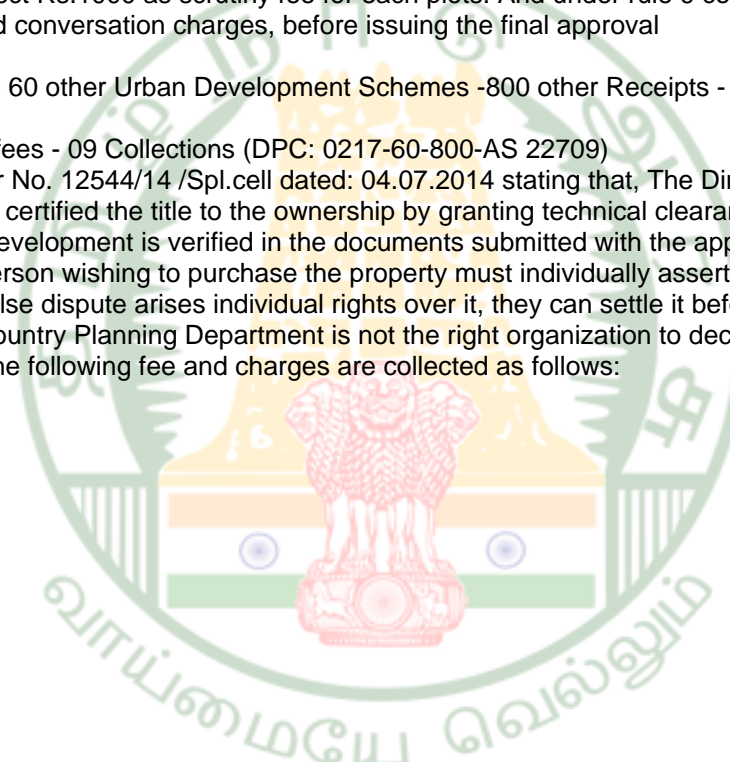 ect Rs.1000 as scrutiny fee for each plots. And under rule 9 co
d conversation charges, before issuing the final approval
60 other Urban Development Schemes -800 other Receipts -
fees - 09 Collections (DPC: 0217-60-800-AS 22709)
r No. 12544/14 /Spl.cell dated: 04.07.2014 stating that, The Dir
certified the title to the ownership by granting technical clearan
evelopment is verified in the documents submitted with the app
erson wishing to purchase the property must individually assert
lse dispute arises individual rights over it, they can settle it befo
ountry Planning Department is not the right organization to dec
he following fee and charges are collected as follows:
வாய்மையே வெல்லும்